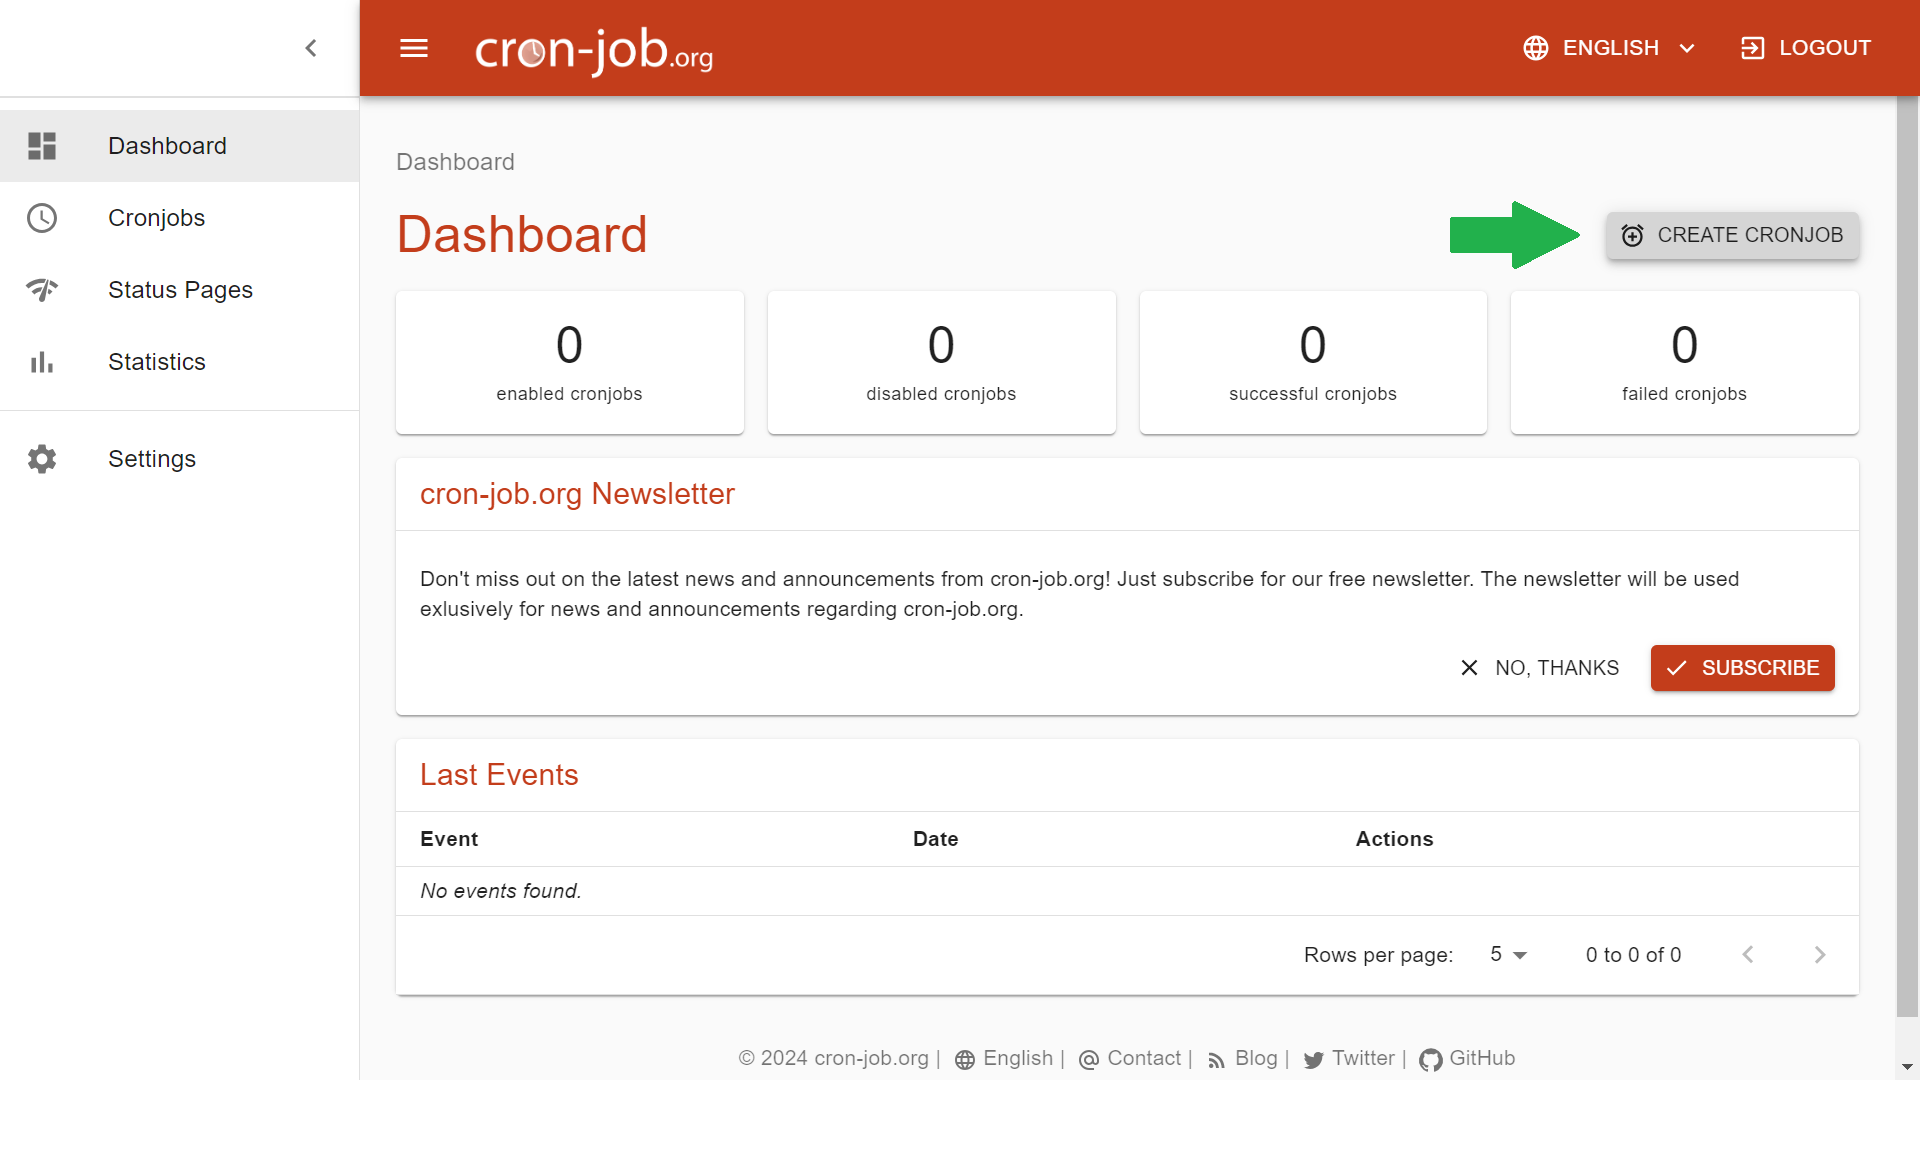 cron-job.org
ENGLISH
LOGOUT
Dashboard
Cronjobs
Status Pages
Statistics
Settings
Dashboard
Dashboard
CREATE CRONJOB
0
enabled cronjobs
0
disabled cronjobs
0
successful cronjobs
0
failed cronjobs
cron-job.org Newsletter
Don't miss out on the latest news and announcements from cron-job.org! Just subscribe for our free newsletter. The newsletter will be used
exlusively for news and announcements regarding cron-job.org.
NO, THANKS
SUBSCRIBE
Last Events
Event Date Actions
No events found.
Rows per page: 5 0 to 0 of 0
© 2024 cron-job.org | English | Contact | Blog | Twitter | GitHub